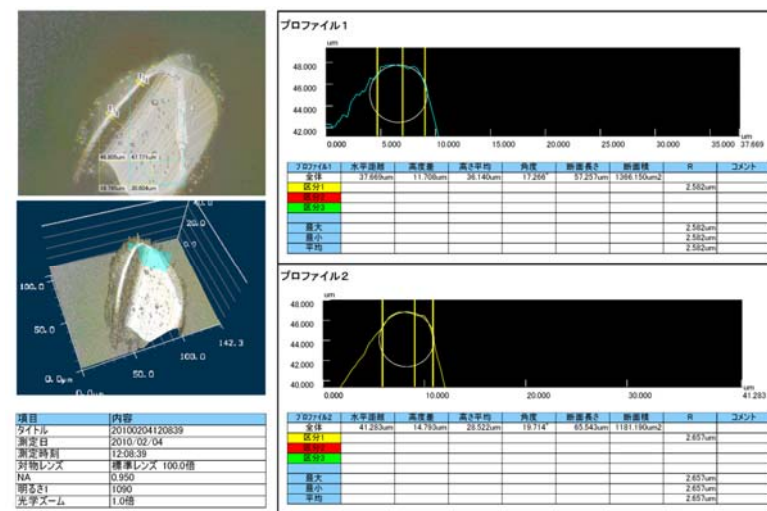 プロファイル1
um
48.000
46.000
44.000
42.000
0.000 5.000 10.000 15.000 20.000 25.000 30.000 35.000 37.669
um
プロファイル1 水平距離 高度差 高さ平均 角度 断面長さ 断面積 R コメント
全体 37.669um 11.708um 36.140um 17.266° 57.257um 1366.150um2
区分1 2.582um
区分2
区分3
最大 2.582um
最小 2.582um
平均 2.582um
プロファイル2
um
48.000
46.000
44.000
42.000
40.000
0.000 10.000 20.000 30.000 41.283
um
プロファイル2 水平距離 高度差 高さ平均 角度 断面長さ 断面積 R コメント
全体 41.283um 14.793um 28.522um 19.714° 65.543um 1181.190um2
区分1 2.657um
区分2
区分3
最大 2.657um
最小 2.657um
平均 2.657um
20.0
0.0
100.0
50.0
0.0um
0.0um
50.0
100.0
142.3
項目 内容
タイトル 20100204120839
測定日 2010/02/04
測定時刻 12:08:39
対物レンズ 標準レンズ 100.0倍
NA 0.950
明るさ1 1090
光学ズーム 1.0倍